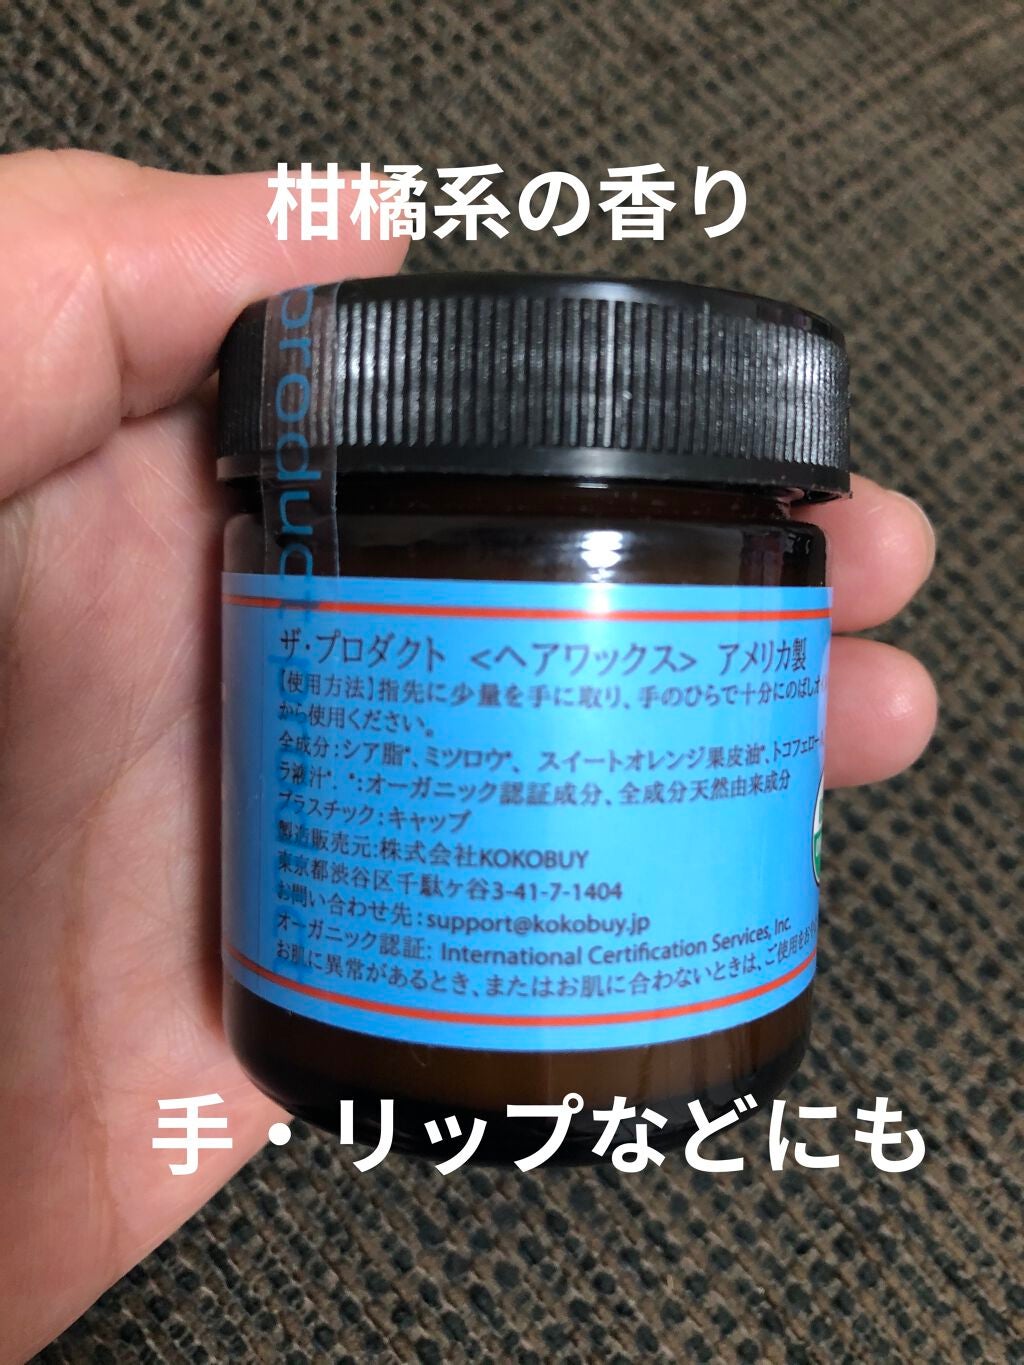 柑橘系の香り
product
ザ・プロダクト <ヘアワックス> アメリカ製
【使用方法】指先に少量を手に取り、手のひらで十分にのばし
から使用ください。
全成分:シア脂*、ミツロウ*、スイートオレンジ果皮油*、トコフェロー
ラ液汁*、*:オーガニック認証成分、全成分天然由来成分
プラスチック:キャップ
製造販売元:株式会社KOKOBUY
東京都渋谷区千駄ヶ谷3-41-7-1404
お問い合わせ先:support@kokobuy.jp
オーガニック認証: International Certification Services, Inc.
お肌に異常があるとき、またはお肌に合わないときは、ご使用を
手・リップなどにも